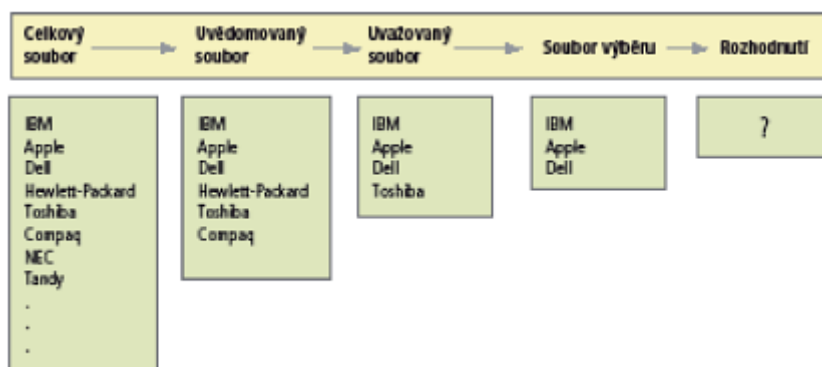 Celkový
soubor
Uvědomovaný
soubor
Uvažovaný
soubor
Soubor výběru
Rozhodnutí
IBM
Apple
Dell
Hewlett-Packard
Toshiba
Compaq
NEC
Tandy
.
.
.
IBM
Apple
Dell
Hewlett-Packard
Toshiba
Compaq
IBM
Apple
Dell
Toshiba
IBM
Apple
Dell
?